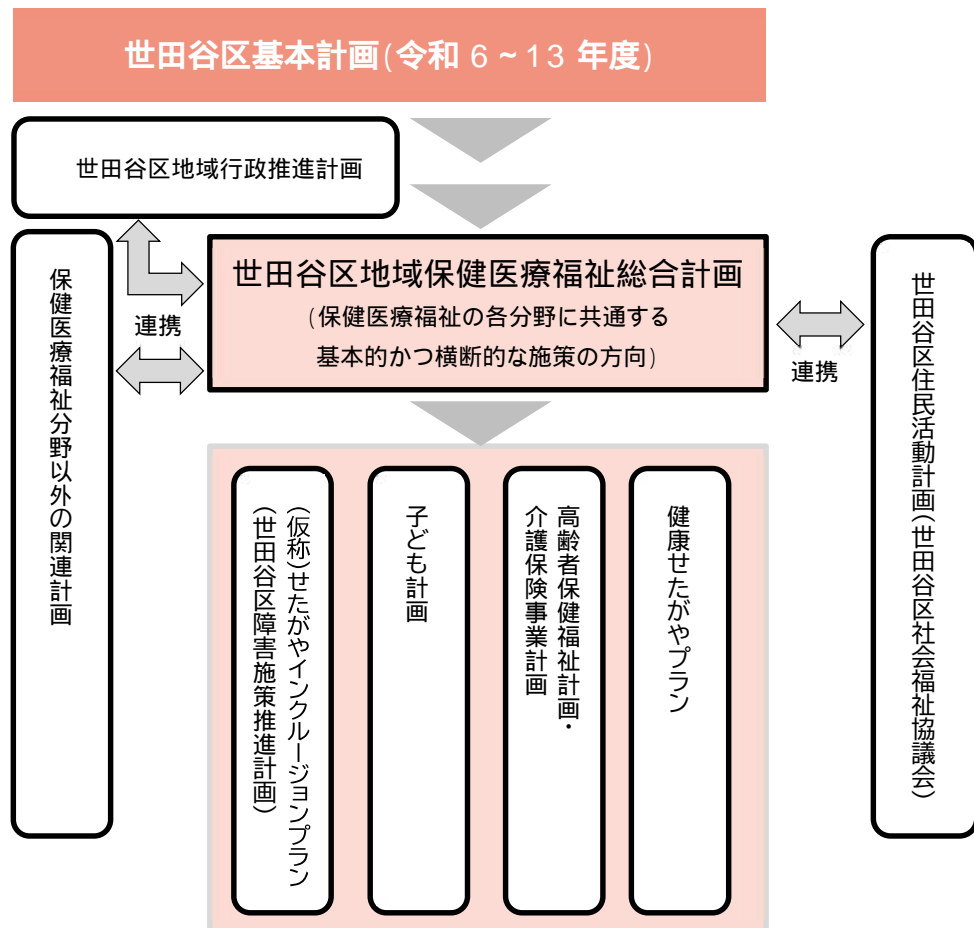 世田谷区基本計画(令和 6~13 年度)
世田谷区地域行政推進計画
世田谷区地域保健医療福祉総合計画
(保健医療福祉の各分野に共通する
基本的かつ横断的な施策の方向)
連携
連携
保健医療福祉分野以外の関連計画
(仮称)せたがやインクルージョンプラン
(世田谷区障害施策推進計画)
子ども計画
高齢者保健福祉計画・
介護保険事業計画
健康せたがやプラン
世田谷区住民活動計画(世田谷区社会福祉協議会)